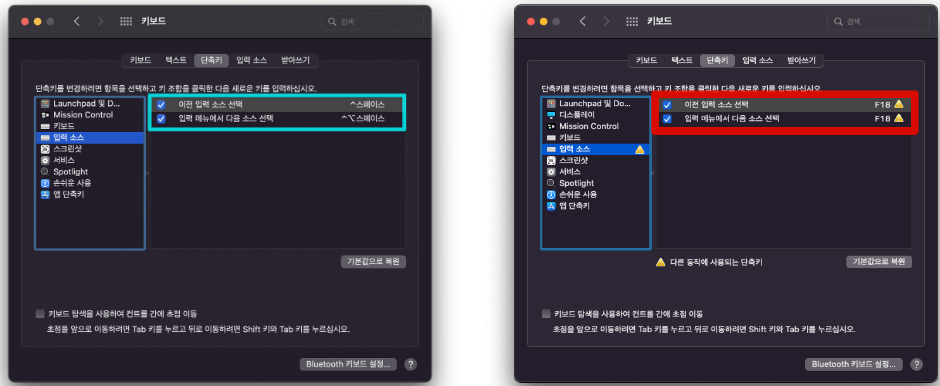 키보드
검색
키보드 텍스트 단축키 입력 소스 받아쓰기
단축키를 변경하려면 항목을 선택하고 키 조합을 클릭한 다음 새로운 키를 입력하십시오.
Launchpad 및 D...
Mission Control
키보드
입력 소스
스크린샷
서비스
Spotlight
손쉬운 사용
앱 단축키
이전 입력 소스 선택 ^스페이스
입력 메뉴에서 다음 소스 선택 ^⌥스페이스
기본값으로 복원
키보드 탐색을 사용하여 컨트롤 간에 초점 이동
초점을 앞으로 이동하려면 Tab 키를 누르고 뒤로 이동하려면 Shift 키와 Tab 키를 누르십시오.
Bluetooth 키보드 설정... ?
키보드
검색
키보드 텍스트 단축키 입력 소스 받아쓰기
단축키를 변경하려면 항목을 선택하고 키 조합을 클릭한 다음 새로운 키를 입력하십시오
Launchpad 및 Do...
디스플레이
Mission Control
키보드
입력 소스
스크린샷
서비스
Spotlight
손쉬운 사용
앱 단축키
이전 입력 소스 선택 F18
입력 메뉴에서 다음 소스 선택 F18
다른 동작에 사용되는 단축키
기본값으로 복원
키보드 탐색을 사용하여 컨트롤 간에 초점 이동
초점을 앞으로 이동하려면 Tab 키를 누르고 뒤로 이동하려면 Shift 키와 Tab 키를 누르십시오.
Bluetooth 키보드 설정... ?